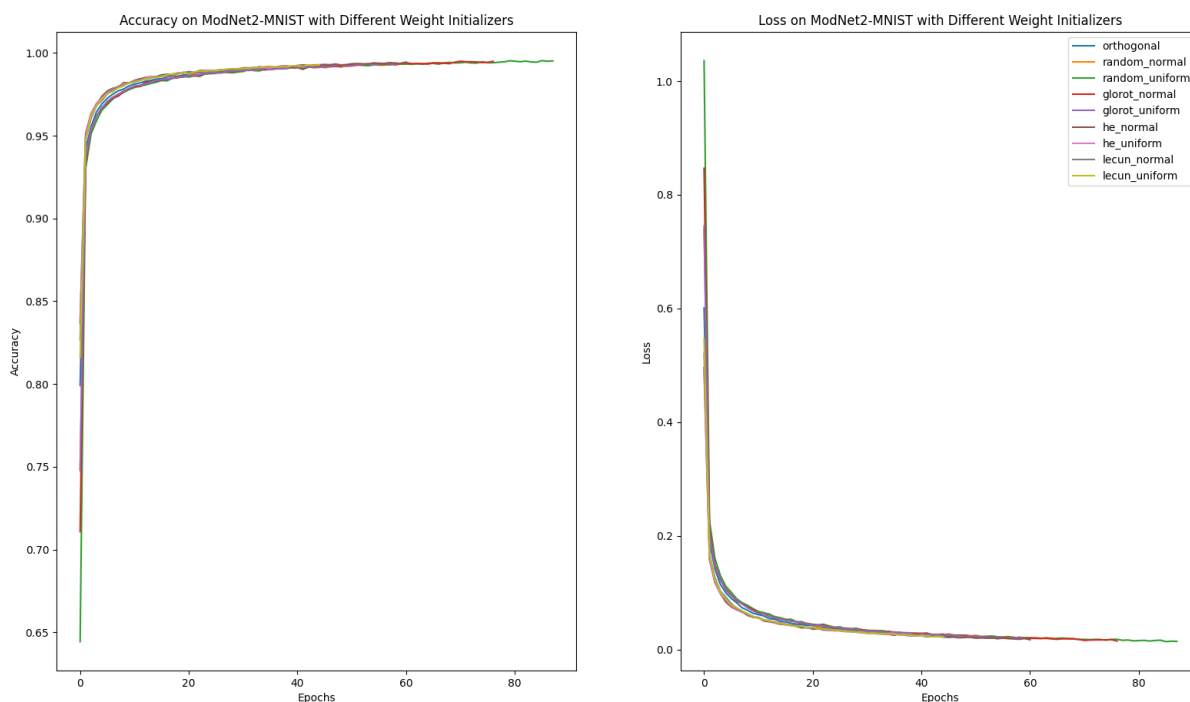 Accuracy on ModNet2-MNIST with Different Weight Initializers
1.00
0.95
0.90
0.85
0.80
0.75
0.70
0.65
Accuracy
0
20
40
60
80
Epochs
Loss on ModNet2-MNIST with Different Weight Initializers
1.0
0.8
0.6
0.4
0.2
0.0
Loss
0
20
40
60
80
Epochs
orthogonal
random_normal
random_uniform
glorot_normal
glorot_uniform
he_normal
he_uniform
lecun_normal
lecun_uniform